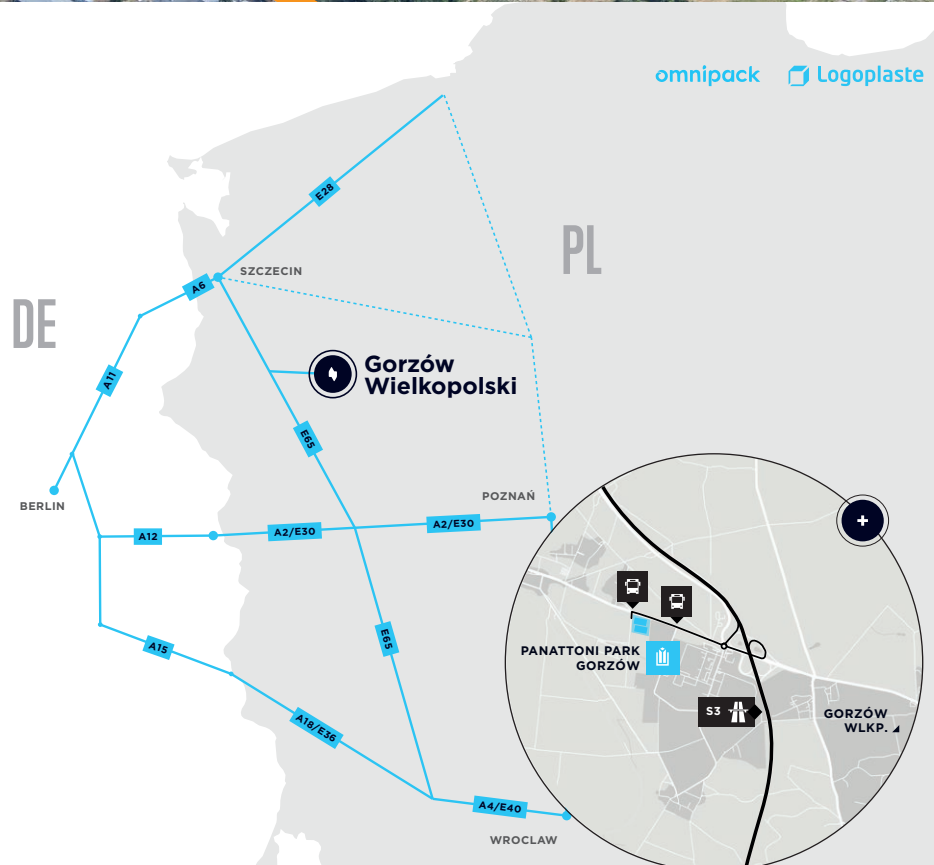 omnipack
Logoplaste
E28
PL
SZCZECIN
A6
DE
Gorzów
Wielkopolski
A11
E65
POZNAŃ
BERLIN
A12
A2/E30
A2/E30
+
E65
A15
PANATTONI PARK
GORZÓW
S3
GORZÓW
WLKP.
A18/E36
A4/E40
WROCLAW